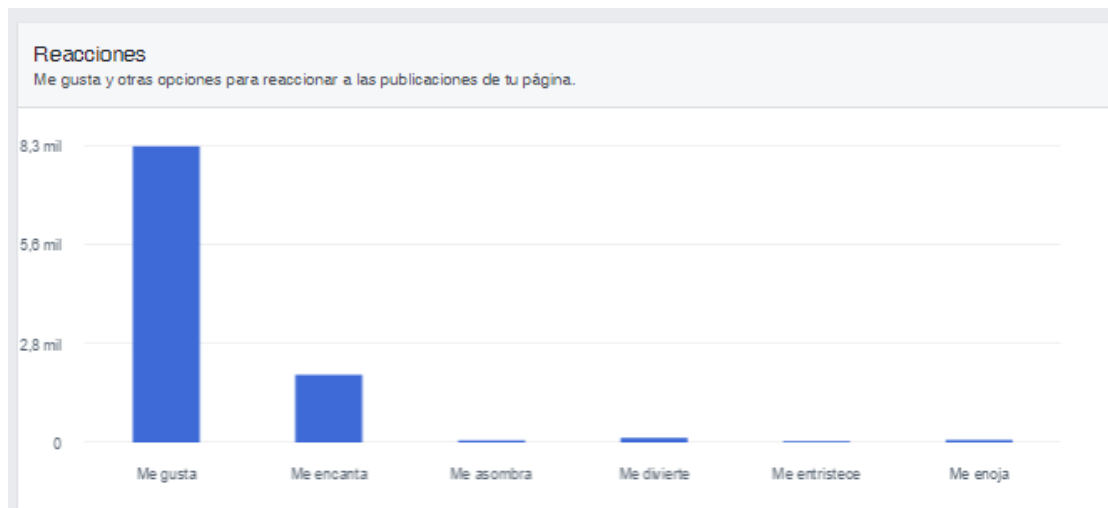 Reacciones
Me gusta y otras opciones para reaccionar a las publicaciones de tu página.
8,3 mil
5,6 mil
2,8 mil
0
Me gusta Me encanta Me asombra Me divierte Me entristece Me enoja